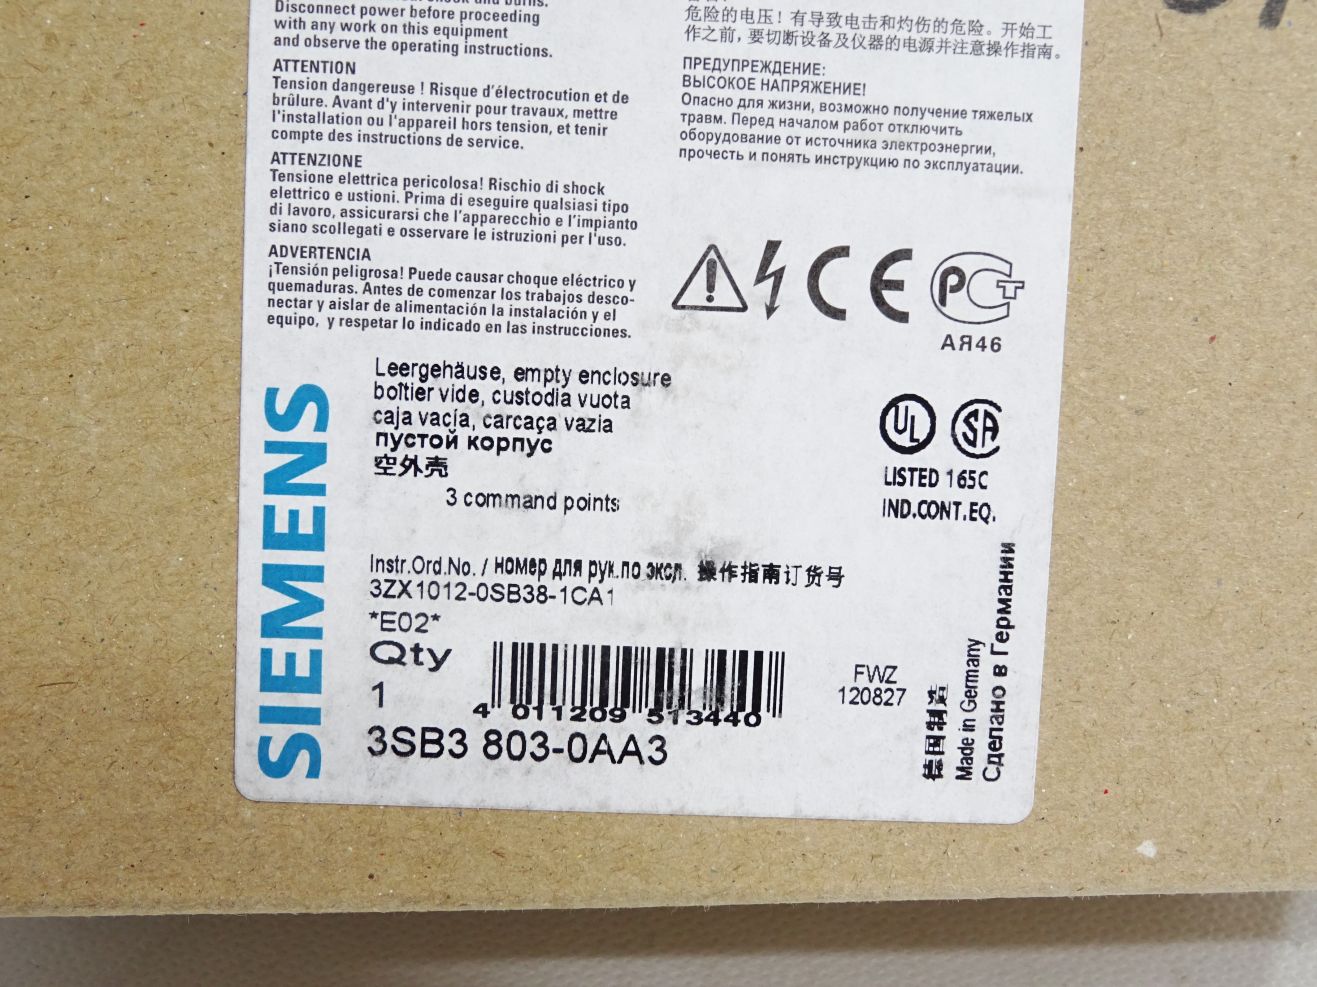 Disconnect power before proceeding
with any work on this equipment
and observe the operating instructions.
ATTENTION
Tension dangereuse ! Risque d'électrocution et de
brûlure. Avant d'y intervenir pour travaux, mettre
l'installation ou l'appareil hors tension, et tenir
compte des instructions de service.
ATTENZIONE
Tensione elettrica pericolosa! Rischio di shock
elettrico e ustioni. Prima di eseguire qualsiasi tipo
di lavoro, assicurarsi che l'apparecchio e l'impianto
siano scollegati e osservare le istruzioni per l'uso.
ADVERTENCIA
¡Tensión peligrosa! Puede causar choque eléctrico y
quemaduras. Antes de comenzar los trabajos desco-
nectar y aislar de alimentación la instalación y el
equipo, y respetar lo indicado en las instrucciones.
危险的电压！有导致电击和灼伤的危险。开始工
作之前，要切断设备及仪器的电源并注意操作指南。
ПРЕДУПРЕЖДЕНИЕ:
ВЫСОКОЕ НАПРЯЖЕНИЕ!
Опасно для жизни, возможно получение тяжелых
травм. Перед началом работ отключить
оборудование от источника электроэнергии,
прочесть и понять инструкцию по эксплуатации.
CE
РСТ
АЯ46
SIEMENS
Leergehäuse, empty enclosure
boîtier vide, custodia vuota
caja vacía, carcaça vazia
пустой корпус
空外壳
3 command points
UL
SA
LISTED 165C
IND.CONT.EQ.
Instr.Ord.No. / номер для рук.по эксп. 操作指南订货号
3ZX1012-0SB38-1CA1
*E02*
Qty
1
4 011209 513440
3SB3 803-0AA3
FWZ
120827
德国制造
Made in Germany
Сделано в Германии